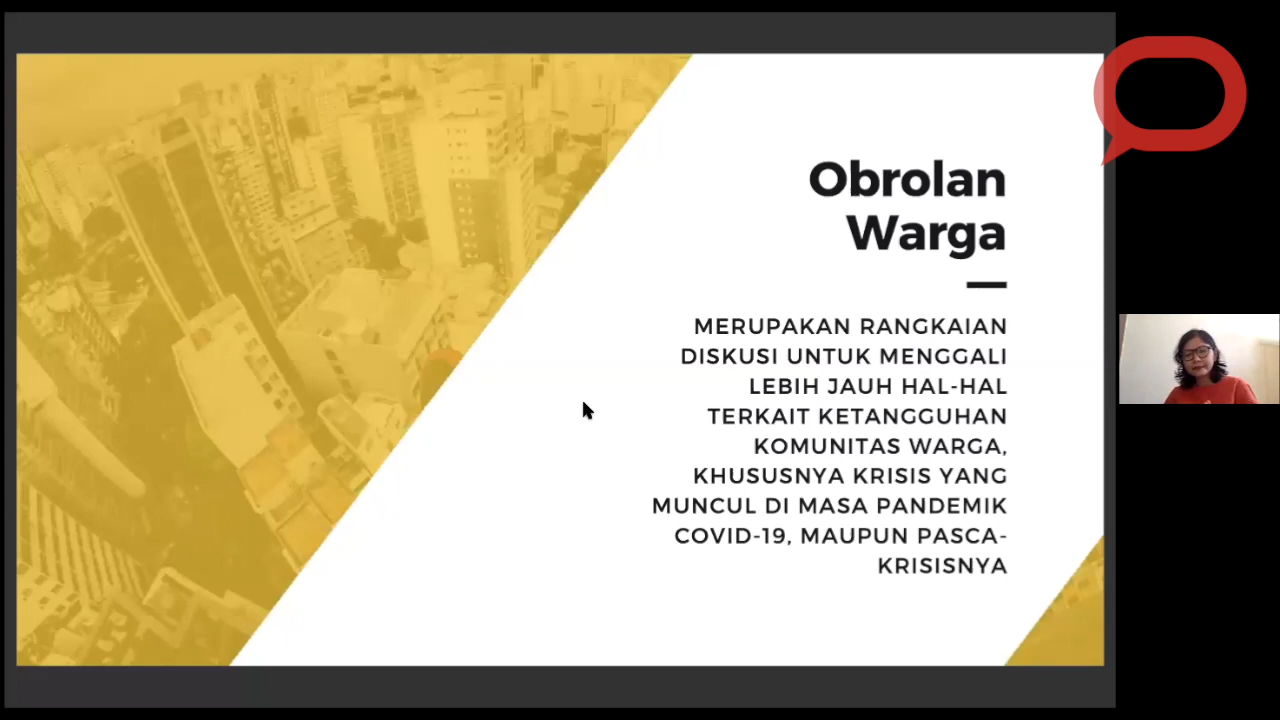 Obrolan
Warga
MERUPAKAN RANGKAIAN
DISKUSI UNTUK MENGGALI
LEBIH JAUH HAL-HAL
TERKAIT KETANGGUHAN
KOMUNITAS WARGA,
KHUSUSNYA KRISIS YANG
MUNCUL DI MASA PANDEMIK
COVID-19, MAUPUN PASCA-
KRISISNYA